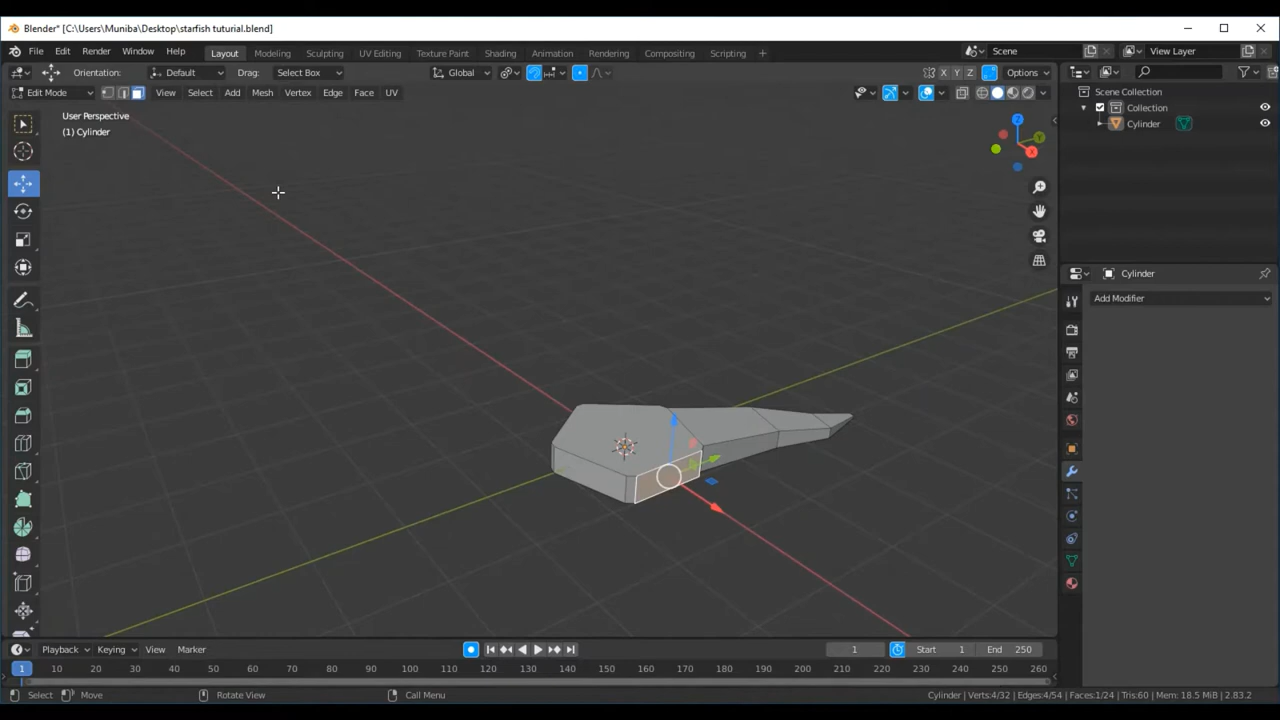 Blender* [C:\Users\Muniba\Desktop\starfish tuturial.blend]
File Edit Render Window Help Layout Modeling Sculpting UV Editing Texture Paint Shading Animation Rendering Compositing Scripting + Scene View Layer
Orientation: Default Drag: Select Box Global X Y Z Options
Edit Mode View Select Add Mesh Vertex Edge Face UV
Scene Collection
Collection
Cylinder
User Perspective
(1) Cylinder
Z
Y
X
Cylinder
Add Modifier
Playback Keying View Marker 1 Start 1 End 250
1 10 20 30 40 50 60 70 80 90 100 110 120 130 140 150 160 170 180 190 200 210 220 230 240 250 260
Select Move Rotate View Call Menu Cylinder | Verts:4/32 | Edges:4/54 | Faces:1/24 | Tris:60 | Mem: 18.5 MiB | 2.83.2